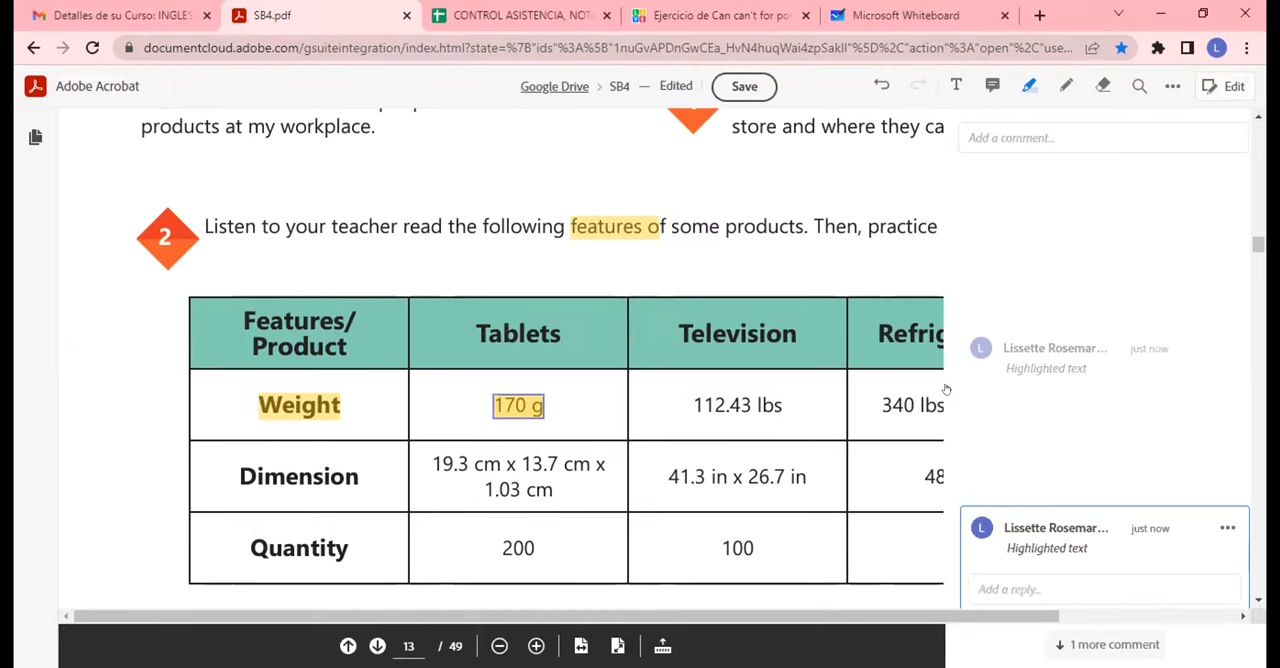 Detalles de su Curso: INGLES
SB4.pdf
CONTROL ASISTENCIA, NOT
Ejercicio de Can can't for po
Microsoft Whiteboard
documentcloud.adobe.com/gsuiteintegration/index.html?state=%7B"ids"%3A%5B"1nuGvAPDnGwCEa_HvN4huqWai4zpSakIl"%5D%2C"action"%3A"open"%2C"use...
L
Adobe Acrobat
Google Drive > SB4 — Edited
Save
Edit
products at my workplace.
store and where they ca
Add a comment...
2
Listen to your teacher read the following features of some products. Then, practice
Features/
Product
Tablets
Television
Refrig
Weight
170 g
112.43 lbs
340 lbs
Dimension
19.3 cm x 13.7 cm x
1.03 cm
41.3 in x 26.7 in
48
Quantity
200
100
L
Lissette Rosemar...
just now
Highlighted text
L
Lissette Rosemar...
just now
Highlighted text
Add a reply...
13 / 49
1 more comment